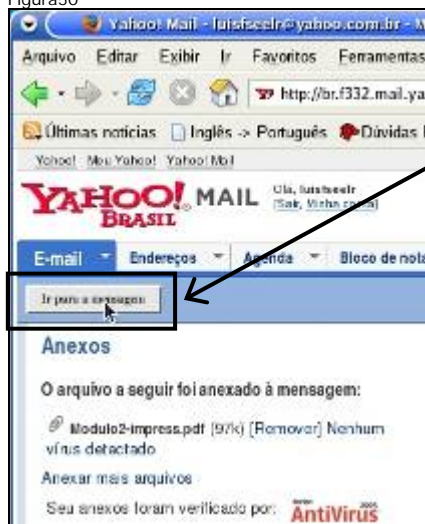 Figura30
Yahoo! Mail - luisfseelr@yahoo.com.br - M
Arquivo Editar Exibir Ir Favoritos Ferramentas
http://br.f332.mail.ya
Últimas notícias Inglês -> Português Dúvidas
Yahoo! Meu Yahoo! Yahoo! Mail
YAHOO! MAIL Olá,
BRASIL [Sair, Minha conta]
E-mail Endereços Agenda Bloco de nota
Ir para a mensagem
Anexos
O arquivo a seguir foi anexado à mensagem:
Modulo2-impress.pdf (97k) [Remover] Nenhum
vírus detectado
Anexar mais arquivos
Seu anexos foram verificado por: AntiVirus